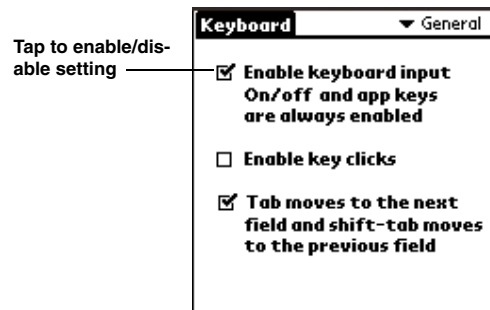 Keyboard
General
Tap to enable/dis-
able setting
Enable keyboard input
On/off and app keys
are always enabled
Enable key clicks
Tab moves to the next
field and shift-tab moves
to the previous field